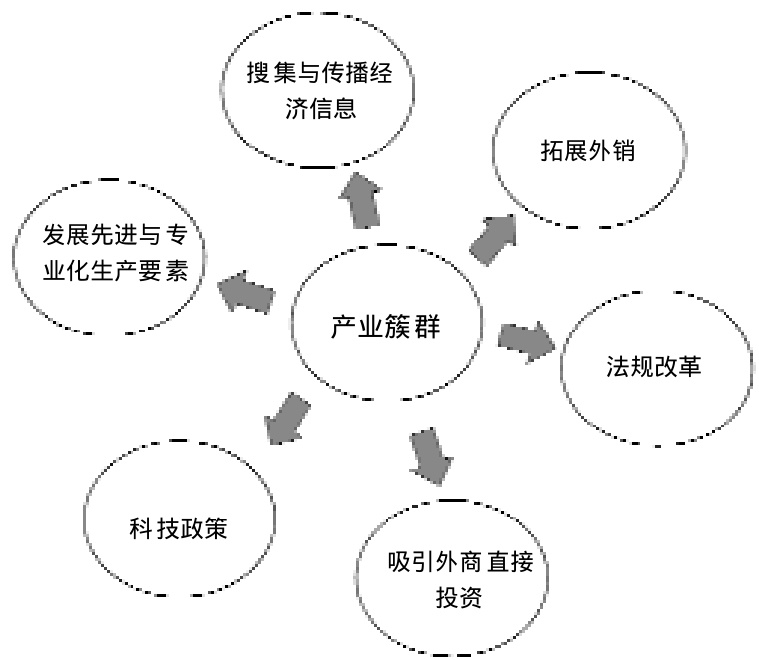 搜集与传播经
济信息
拓展外销
发展先进与专
业化生产要素
产业簇群
法规改革
科技政策
吸引外商直接
投资